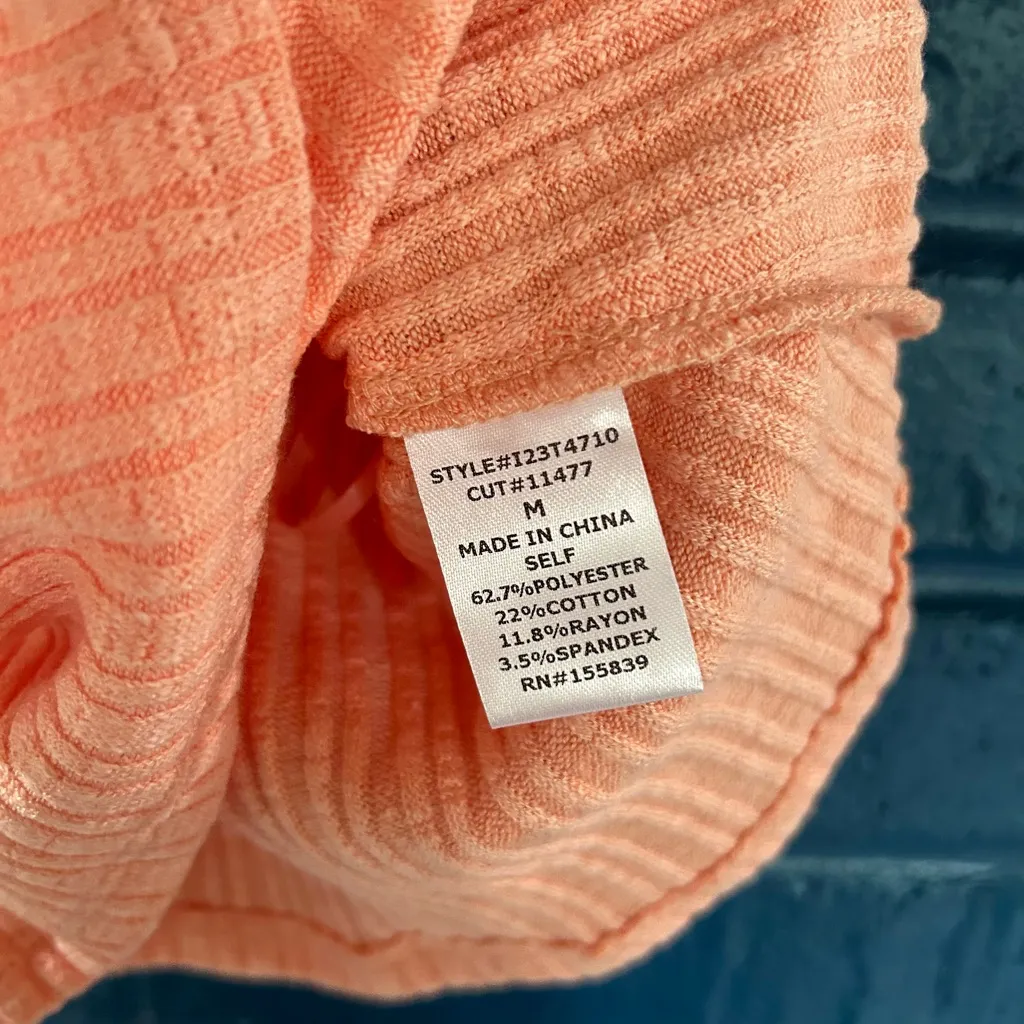 STYLE#I23T4710
CUT#11477
M
MADE IN CHINA
SELF
62.7%POLYESTER
22%COTTON
11.8%RAYON
3.5%SPANDEX
RN#155839